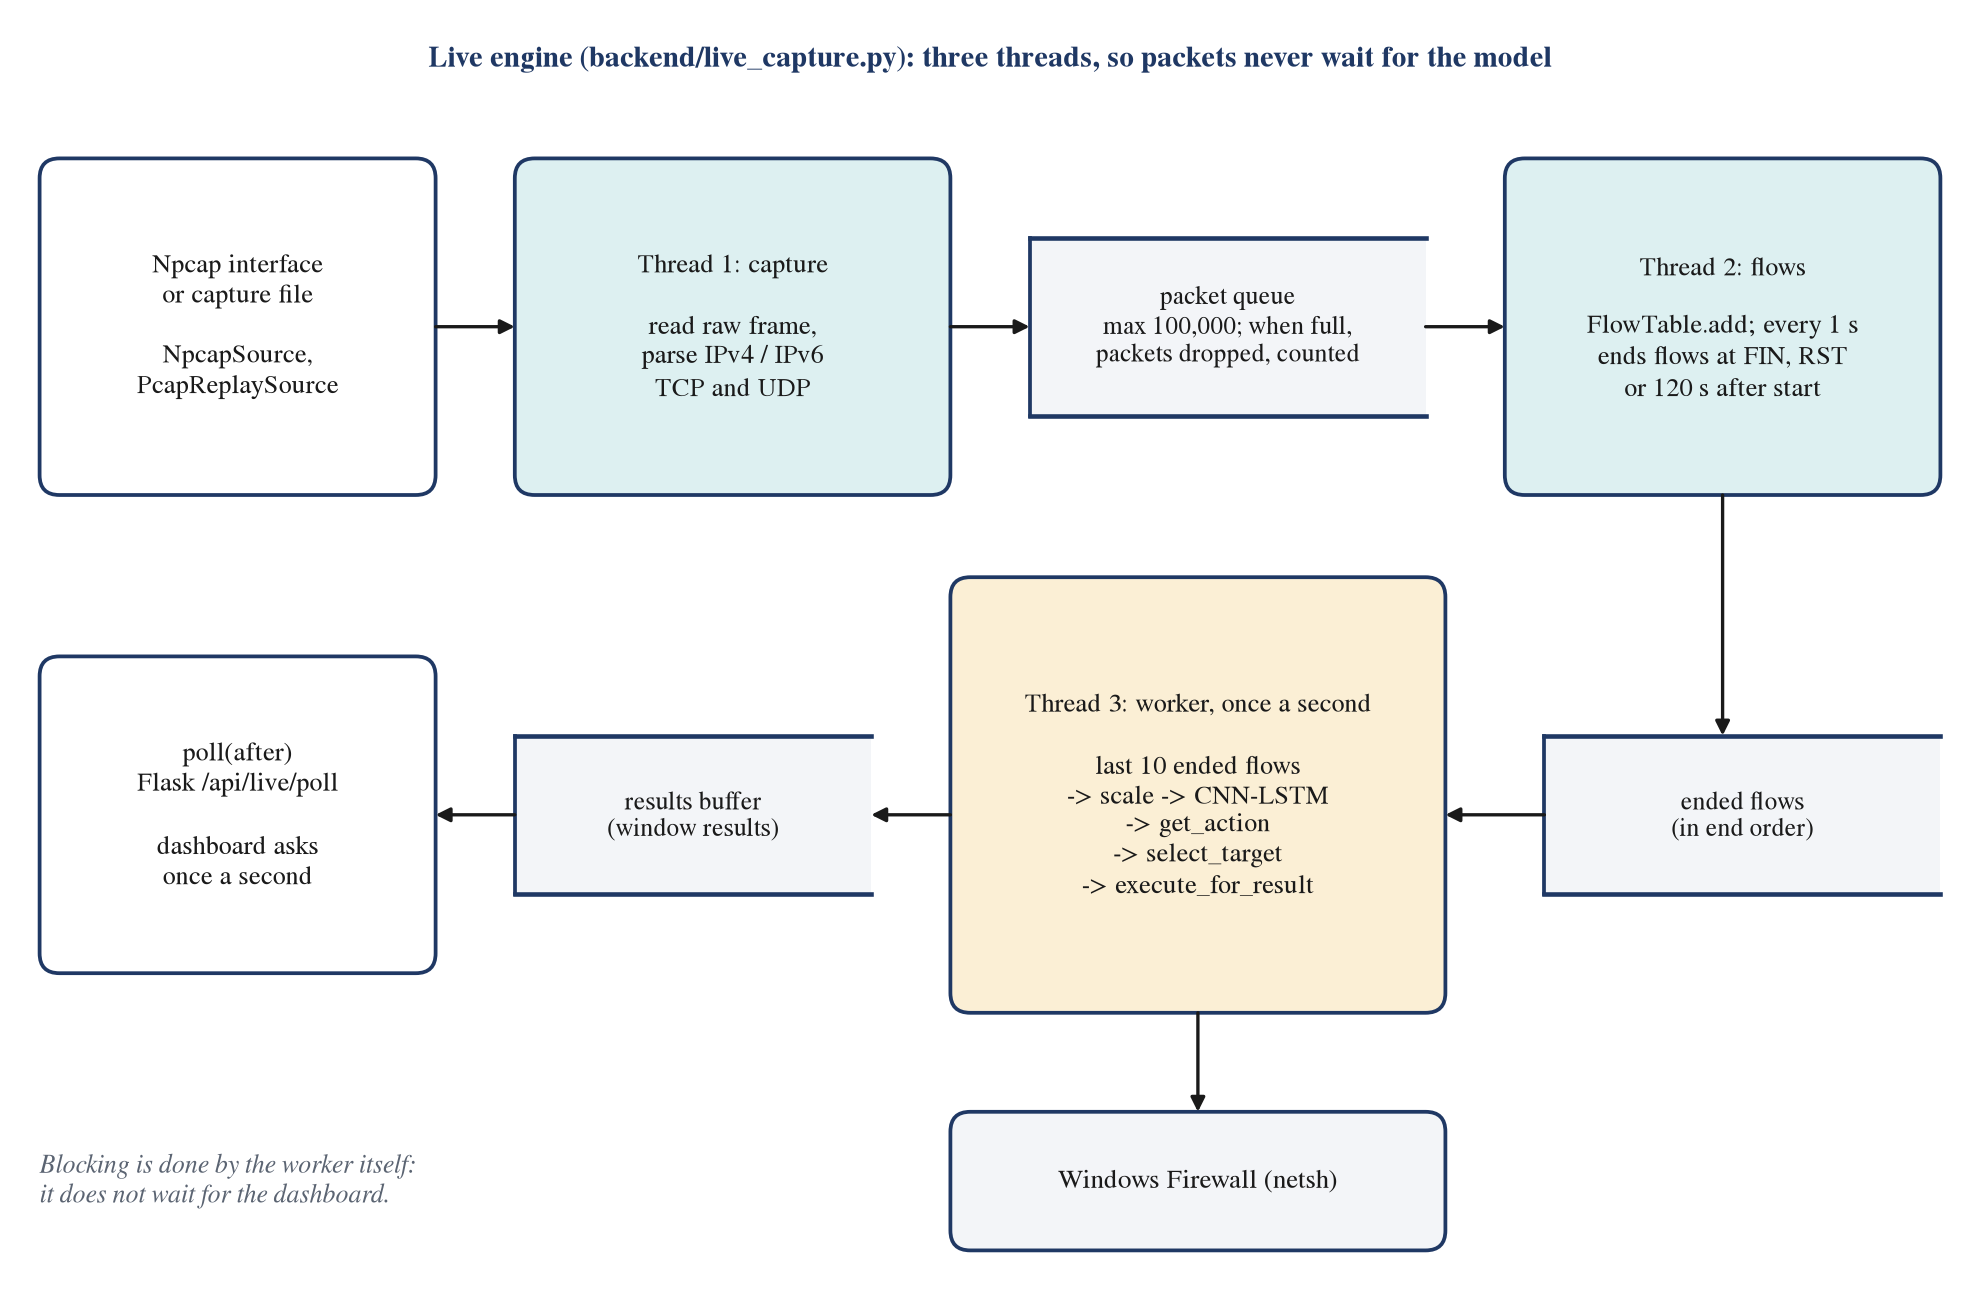 Live engine (backend/live_capture.py): three threads, so packets never wait for the model
Npcap interface
or capture file
NpcapSource,
PcapReplaySource
Thread 1: capture
read raw frame,
parse IPv4 / IPv6
TCP and UDP
packet queue
max 100,000; when full,
packets dropped, counted
Thread 2: flows
FlowTable.add; every 1 s
ends flows at FIN, RST
or 120 s after start
poll(after)
Flask /api/live/poll
dashboard asks
once a second
results buffer
(window results)
Thread 3: worker, once a second
last 10 ended flows
-> scale -> CNN-LSTM
-> get_action
-> select_target
-> execute_for_result
ended flows
(in end order)
Blocking is done by the worker itself:
it does not wait for the dashboard.
Windows Firewall (netsh)